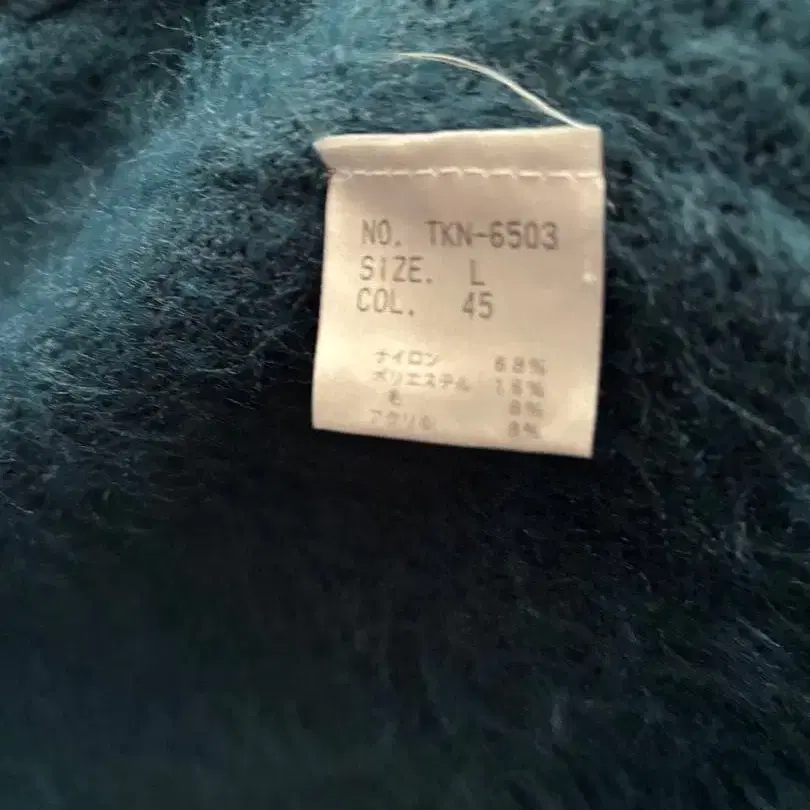 NO. TKN-6503
SIZE. L
COL. 45
ナイロン 68%
ポリエステル 16%
毛 8%
アクリル 8%